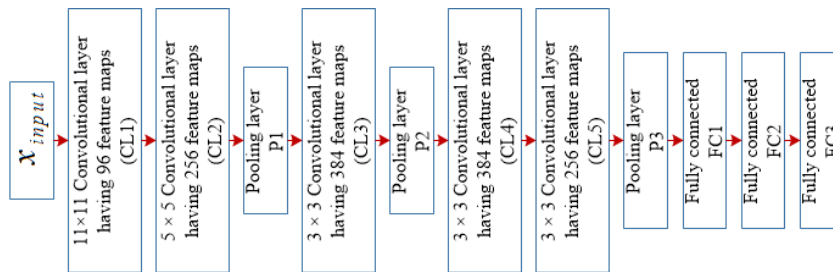 x input
11×11 Convolutional layer
having 96 feature maps
(CL1)
5 × 5 Convolutional layer
having 256 feature maps
(CL2)
Pooling layer
P1
3 × 3 Convolutional layer
having 384 feature maps
(CL3)
Pooling layer
P2
3 × 3 Convolutional layer
having 384 feature maps
(CL4)
3 × 3 Convolutional layer
having 256 feature maps
(CL5)
Pooling layer
P3
Fully connected
FC1
Fully connected
FC2
Fully connected